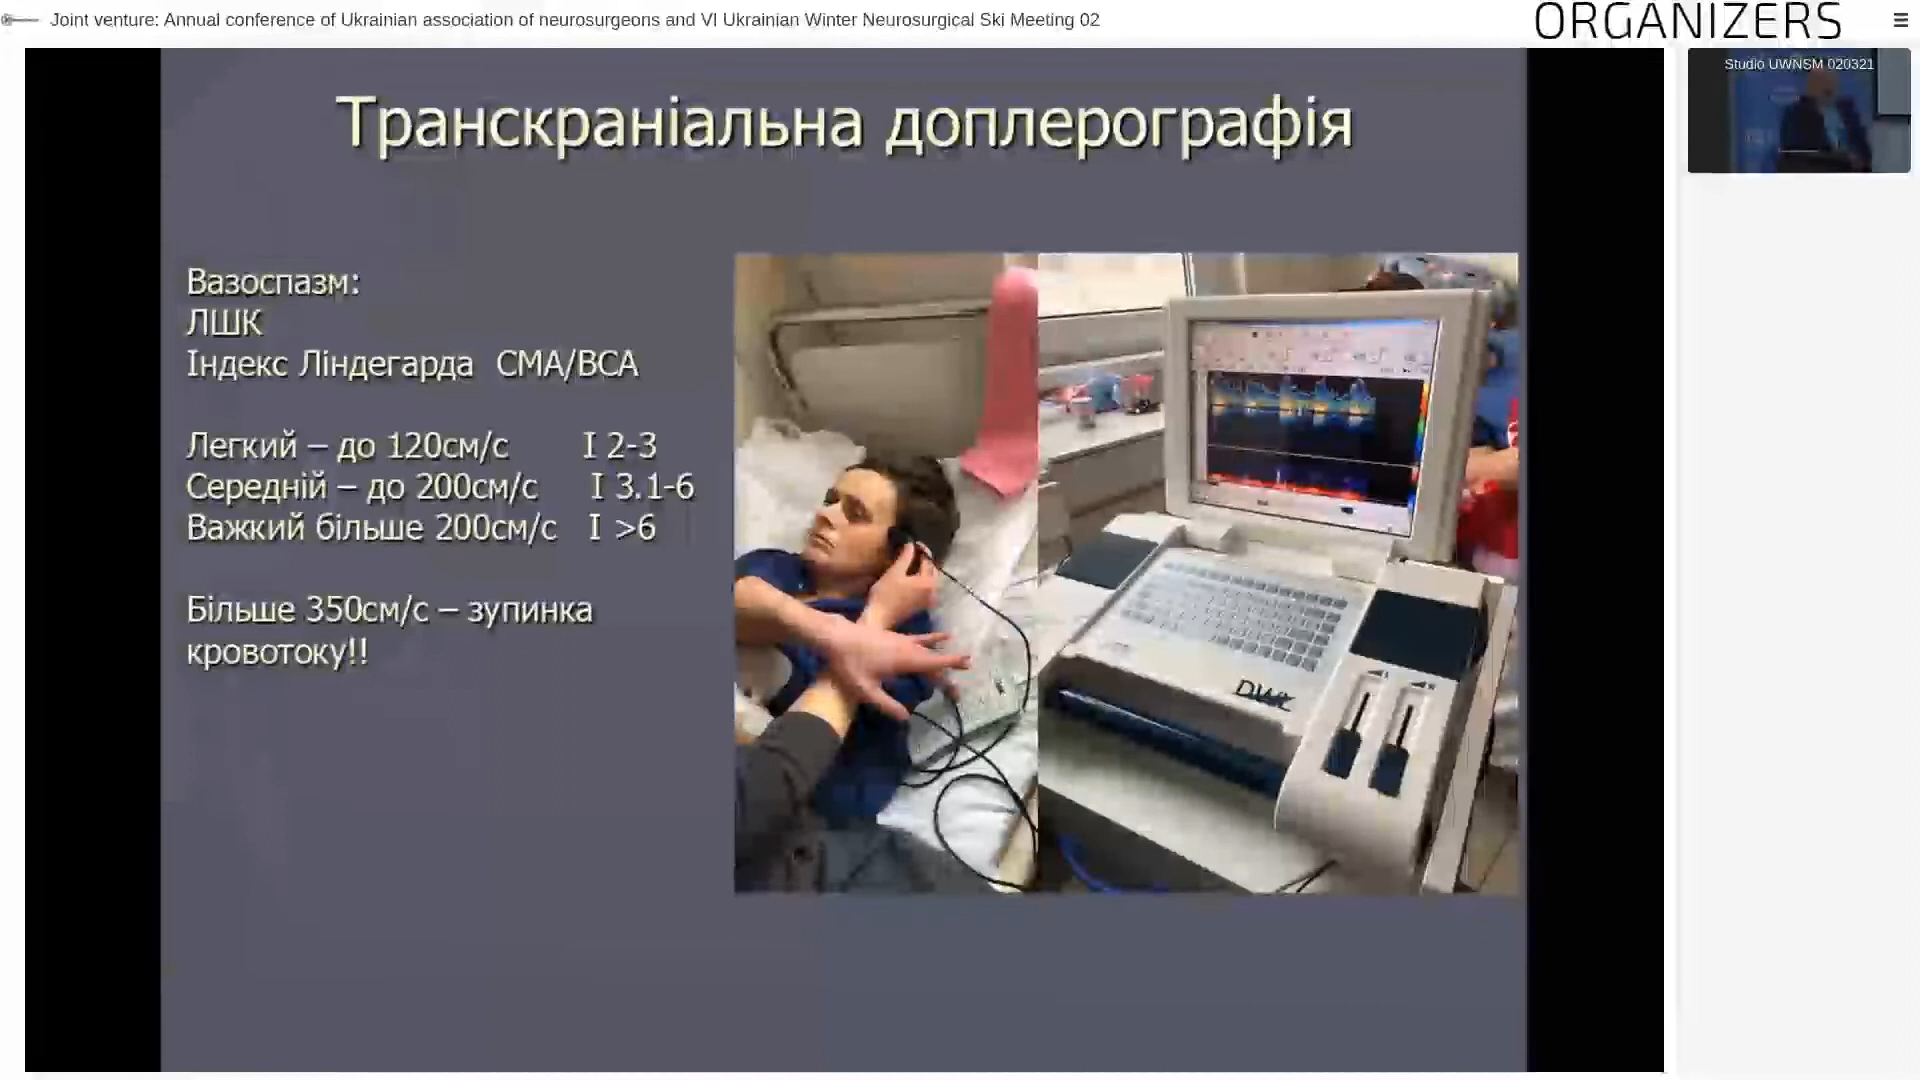 Joint venture: Annual conference of Ukrainian association of neurosurgeons and VI Ukrainian Winter Neurosurgical Ski Meeting 02
ORGANIZERS
Studio UWNSM 020321
Транскраніальна доплерографія
Вазоспазм:
ЛШК
Індекс Ліндегарда СМА/ВСА
Легкий – до 120см/с I 2-3
Середній – до 200см/с I 3.1-6
Важкий більше 200см/с I >6
Більше 350см/с – зупинка
кровотоку!!
DWL